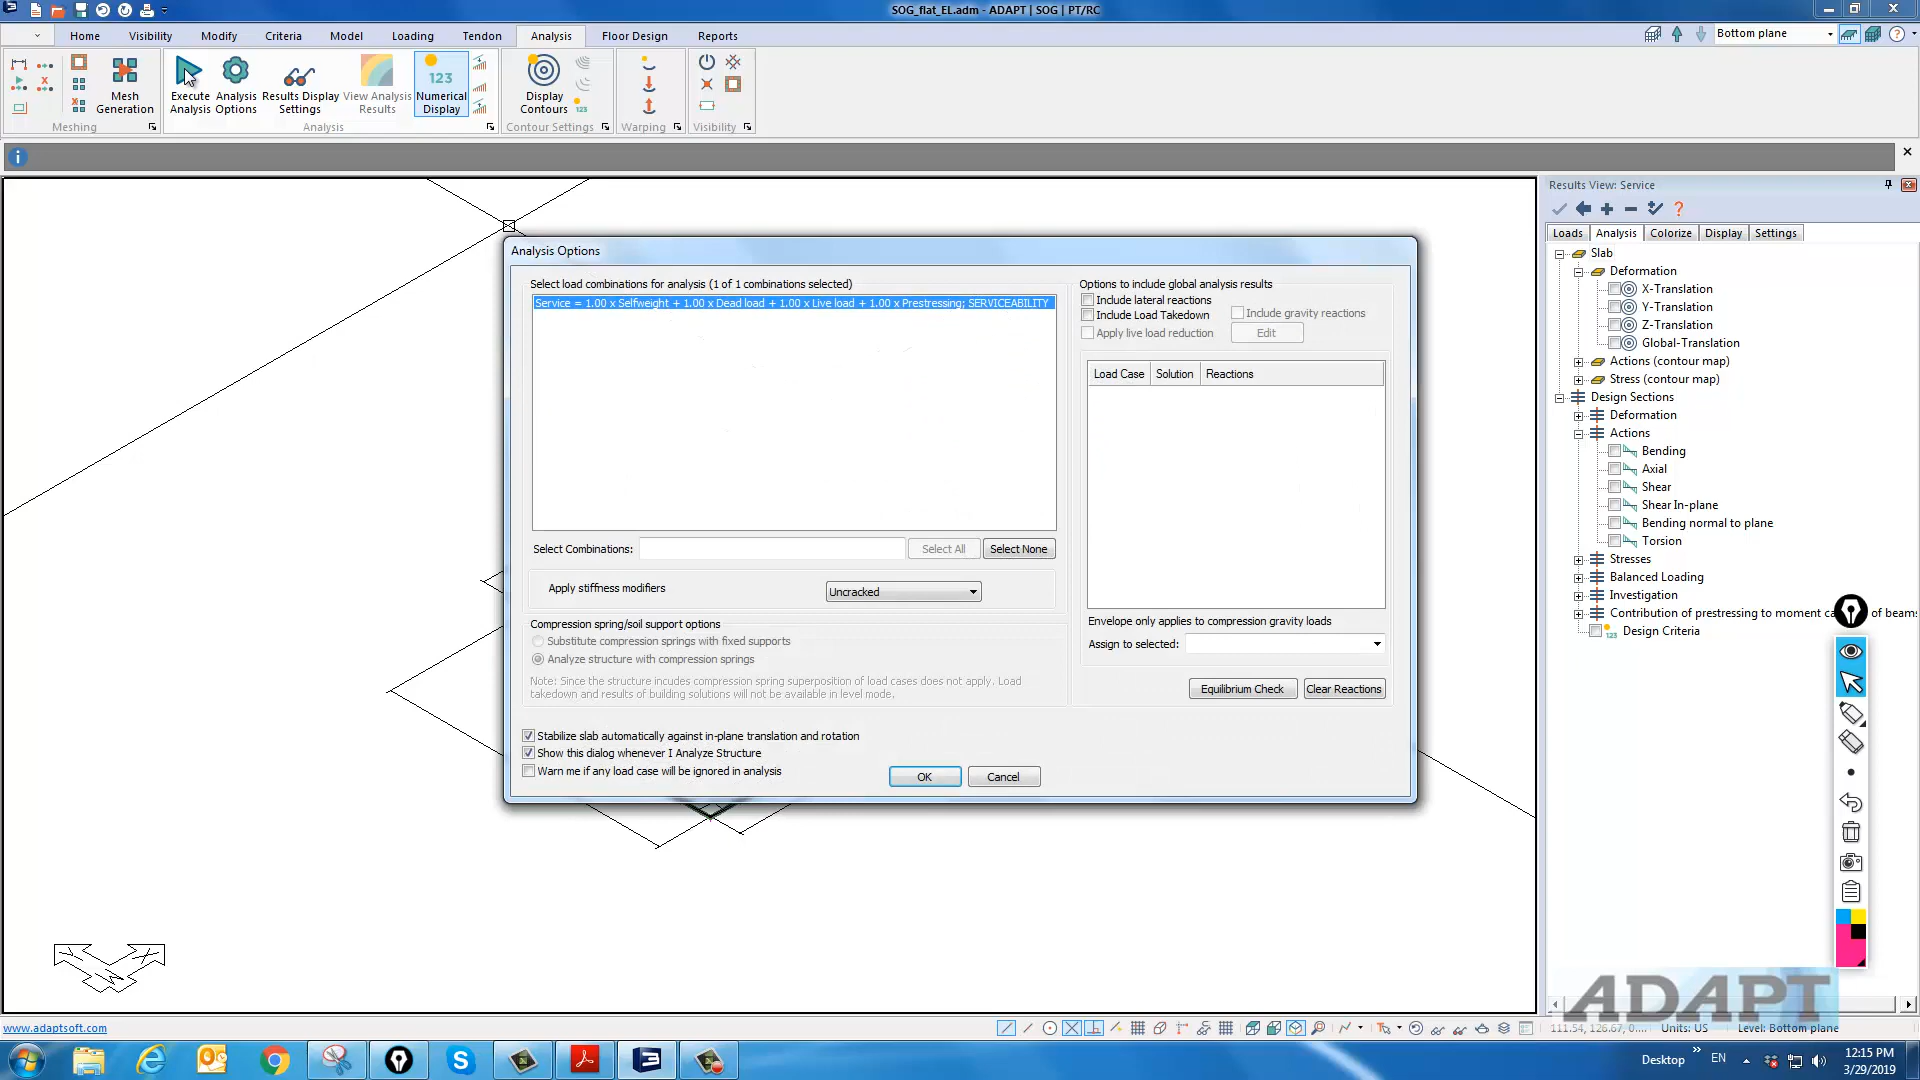 SOG_flat_EL.adm - ADAPT | SOG | PT/RC
Home Visibility Modify Criteria Model Loading Tendon Analysis Floor Design Reports
Bottom plane
Mesh Generation
Execute Analysis
Analysis Options
Results Display Settings
View Analysis Results
123
Numerical Display
Display Contours
Meshing Analysis Contour Settings Warping Visibility
Results View: Service
Loads Analysis Colorize Display Settings
Slab
Deformation
X-Translation
Y-Translation
Z-Translation
Global-Translation
Actions (contour map)
Stress (contour map)
Design Sections
Deformation
Actions
Bending
Axial
Shear
Shear In-plane
Bending normal to plane
Torsion
Stresses
Balanced Loading
Investigation
Contribution of prestressing to moment ca of beams
Design Criteria
Analysis Options
Select load combinations for analysis (1 of 1 combinations selected)
Service = 1.00 x Selfweight + 1.00 x Dead load + 1.00 x Live load + 1.00 x Prestressing; SERVICEABILITY
Select Combinations: Select All Select None
Apply stiffness modifiers Uncracked
Compression spring/soil support options
Substitute compression springs with fixed supports
Analyze structure with compression springs
Note: Since the structure incudes compression spring superposition of load cases does not apply. Load
takedown and results of building solutions will not be available in level mode.
Stabilize slab automatically against in-plane translation and rotation
Show this dialog whenever I Analyze Structure
Warn me if any load case will be ignored in analysis
OK Cancel
Options to include global analysis results
Include lateral reactions
Include Load Takedown Include gravity reactions
Apply live load reduction Edit
Load Case Solution Reactions
Envelope only applies to compression gravity loads
Assign to selected:
Equilibrium Check Clear Reactions
ADAPT
www.adaptsoft.com
111.54, 126.67, 0.... Units: US Level: Bottom plane
Desktop EN 12:15 PM
3/29/2019